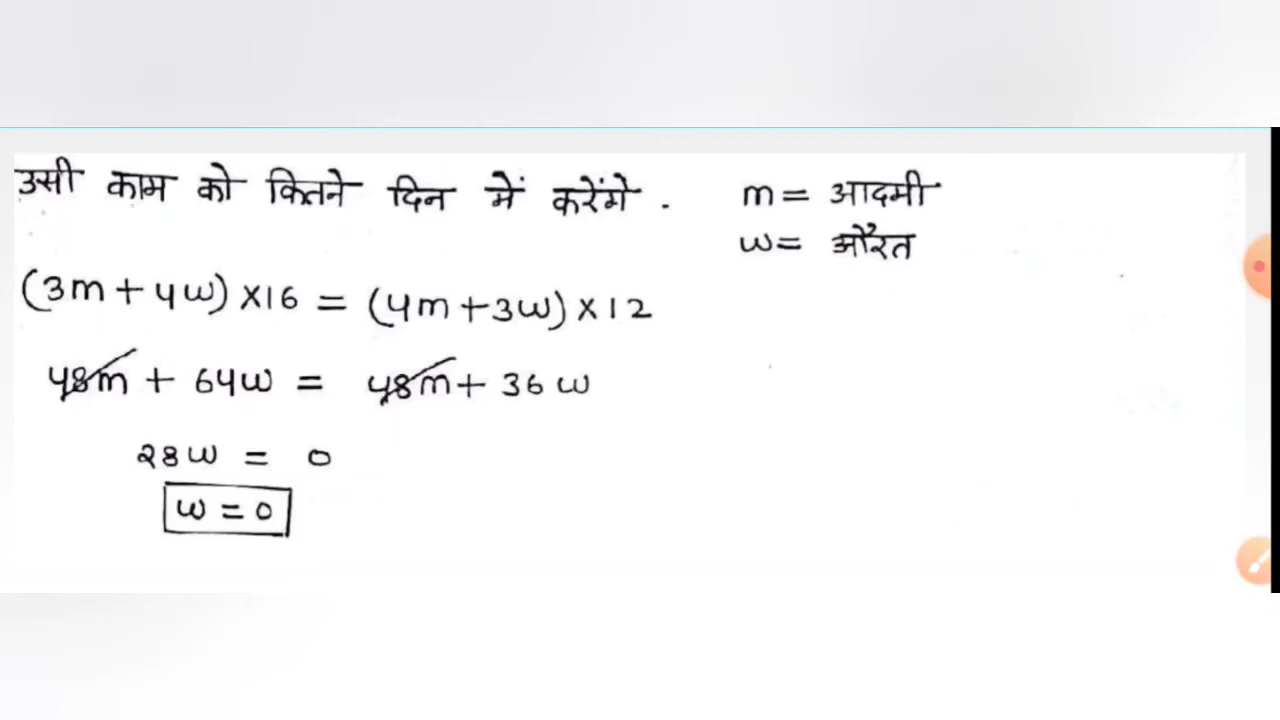 उसी काम को कितने दिन में करेंगे .
m = आदमी
w = औरत
(3m + 4w) × 16 = (4m + 3w) × 12
48m + 64w = 48m + 36w
28w = 0
w = 0